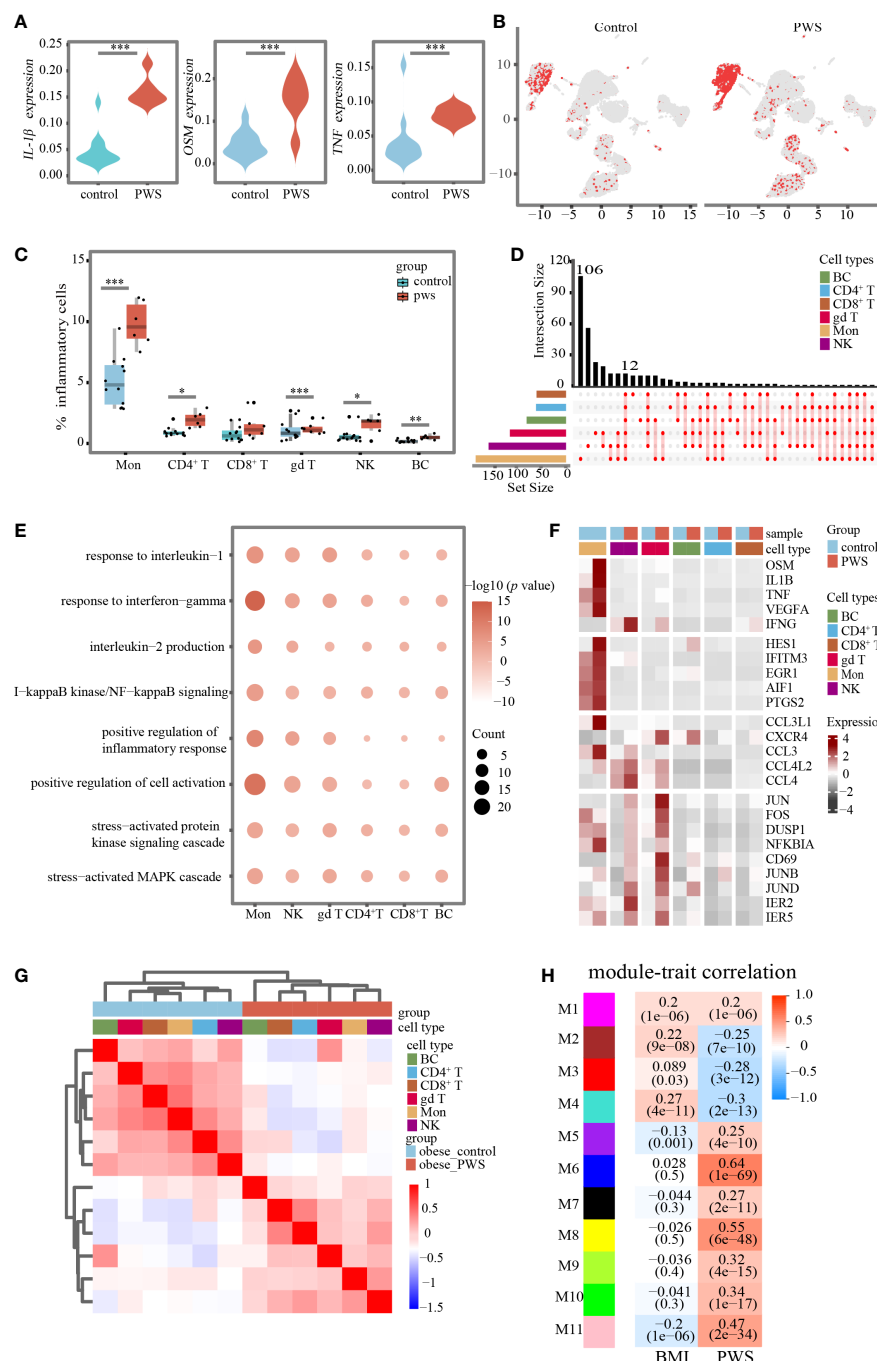 A
IL-1β expression
0.25
0.20
0.15
0.10
0.05
0.00
***
control
PWS
OSM expression
0.2
0.1
0.0
***
control
PWS
TNF expression
0.15
0.10
0.05
0.00
***
control
PWS
B
Control
PWS
10
0
−10
−10
−5
0
5
10
15
−10
−5
0
5
10
15
C
% inflammatory cells
15
10
5
0
group
control
pws
***
*
***
*
**
Mon
CD4+ T
CD8+ T
gd T
NK
BC
D
Intersection Size
120
90
60
30
0
106
12
Cell types
BC
CD4+ T
CD8+ T
gd T
Mon
NK
150
100
50
0
Set Size
E
response to interleukin−1
response to interferon−gamma
interleukin−2 production
I−kappaB kinase/NF−kappaB signaling
positive regulation of
inflammatory response
positive regulation of cell activation
stress−activated protein
kinase signaling cascade
stress−activated MAPK cascade
Mon
NK
gd T
CD4+T
CD8+T
BC
−log10 (p value)
15
10
5
0
−5
−10
Count
5
10
15
20
F
sample
cell type
OSM
IL1B
TNF
VEGFA
IFNG
HES1
IFITM3
EGR1
AIF1
PTGS2
CCL3L1
CXCR4
CCL3
CCL4L2
CCL4
JUN
FOS
DUSP1
NFKBIA
CD69
JUNB
JUND
IER2
IER5
Group
control
PWS
Cell types
BC
CD4+ T
CD8+ T
gd T
Mon
NK
Expression
4
2
0
−2
−4
G
group
cell type
cell type
BC
CD4+ T
CD8+ T
gd T
Mon
NK
group
obese_control
obese_PWS
1
0.5
0
−0.5
−1
−1.5
H
module-trait correlation
M1
0.2
(1e−06)
0.2
(1e−06)
M2
0.22
(9e−08)
−0.25
(7e−10)
M3
0.089
(0.03)
−0.28
(3e−12)
M4
0.27
(4e−11)
−0.3
(2e−13)
M5
−0.13
(0.001)
0.25
(4e−10)
M6
0.028
(0.5)
0.64
(1e−69)
M7
−0.044
(0.3)
0.27
(2e−11)
M8
−0.026
(0.5)
0.55
(6e−48)
M9
−0.036
(0.4)
0.32
(4e−15)
M10
−0.041
(0.3)
0.34
(1e−17)
M11
−0.2
(1e−06)
0.47
(2e−34)
BMI
PWS
1.0
0.5
0.0
−0.5
−1.0